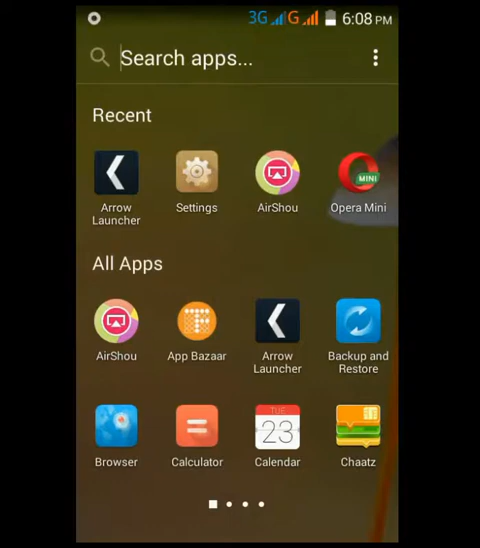 3G G 6:08 PM
Search apps...
Recent
Arrow Launcher
Settings
AirShou
MINI
Opera Mini
All Apps
AirShou
App Bazaar
Arrow Launcher
Backup and Restore
TUE
23
Browser
Calculator
Calendar
Chaatz